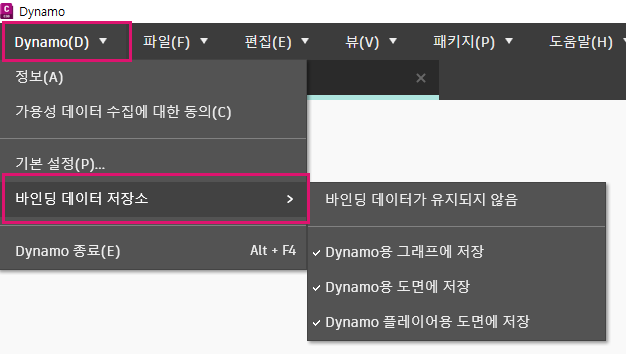 Dynamo
Dynamo(D) 파일(F) 편집(E) 뷰(V) 패키지(P) 도움말(H)
정보(A)
가용성 데이터 수집에 대한 동의(C)
기본 설정(P)...
바인딩 데이터 저장소
바인딩 데이터가 유지되지 않음
Dynamo 종료(E) Alt + F4
Dynamo용 그래프에 저장
Dynamo용 도면에 저장
Dynamo 플레이어용 도면에 저장